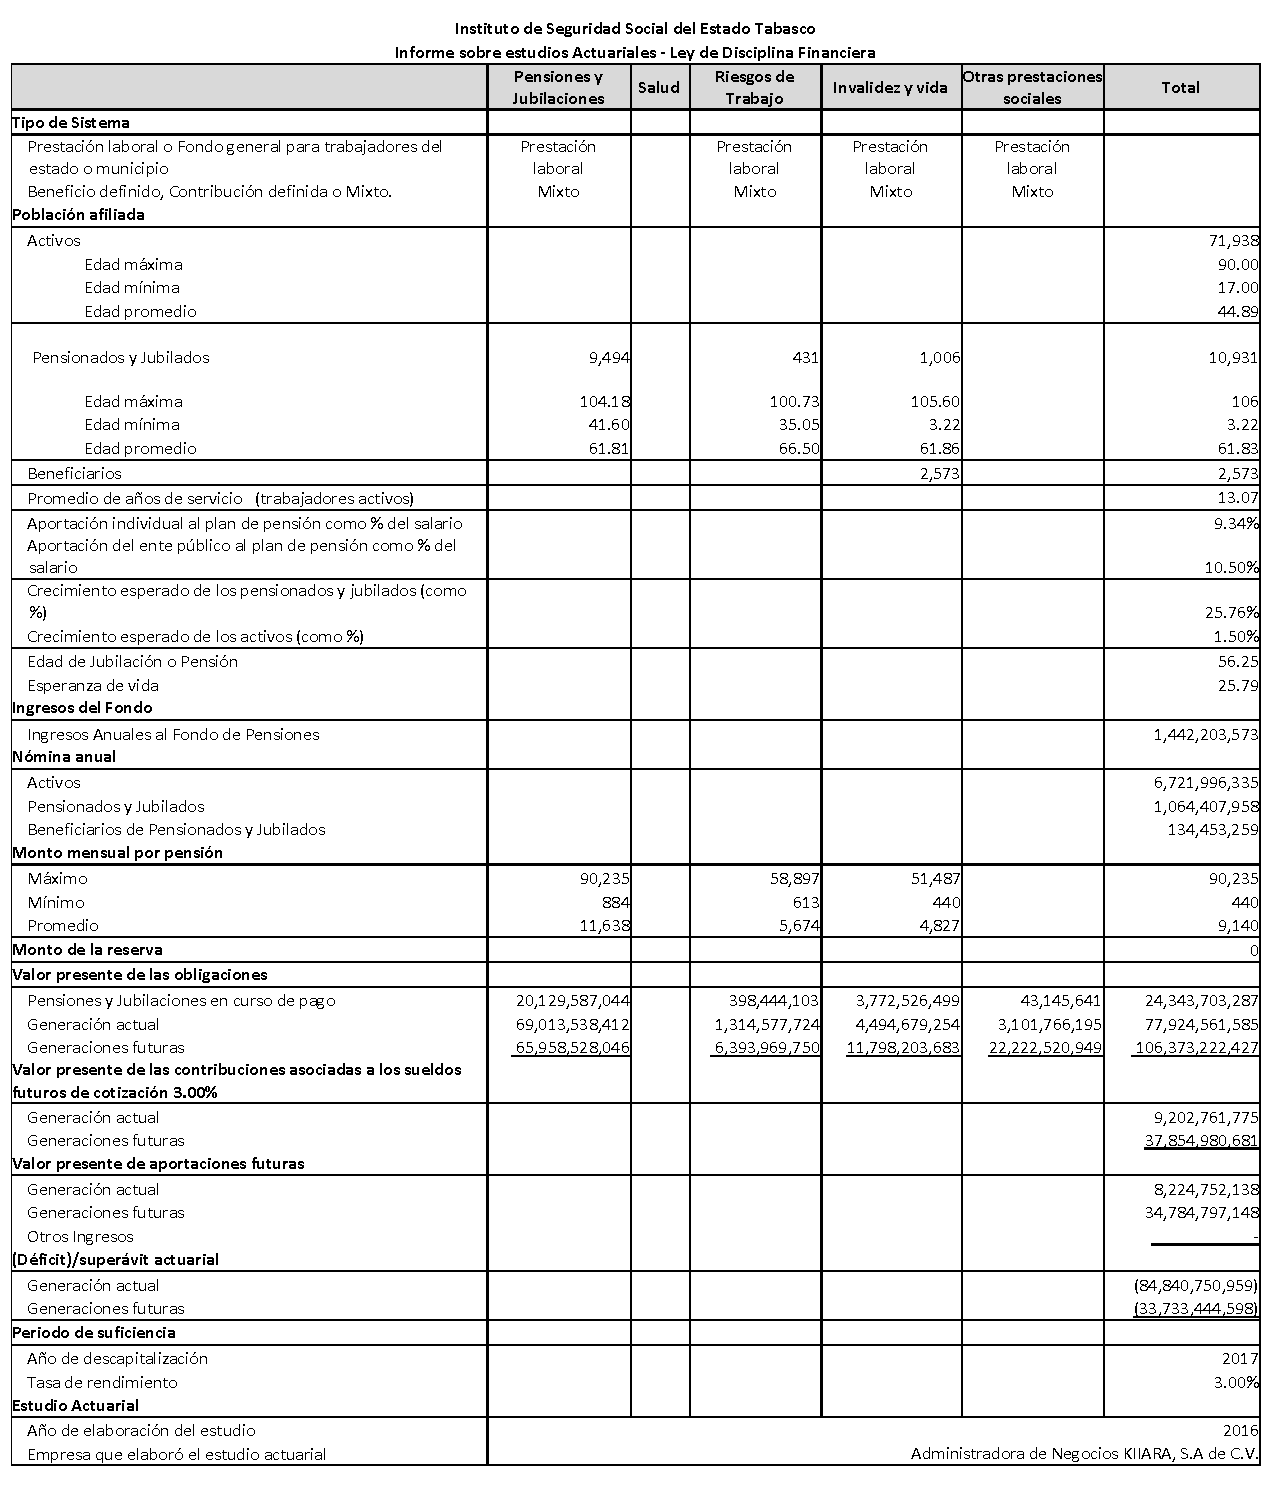 Instituto de Seguridad Social del Estado Tabasco
Informe sobre estudios Actuariales - Ley de Disciplina Financiera
Pensiones y Jubilaciones Salud Riesgos de Trabajo Invalidez y vida Otras prestaciones sociales Total
Tipo de Sistema
Prestación laboral o Fondo general para trabajadores del Prestación Prestación Prestación Prestación
estado o municipio laboral laboral laboral laboral
Beneficio definido, Contribución definida o Mixto. Mixto Mixto Mixto Mixto
Población afiliada
Activos 71,938
Edad máxima 90.00
Edad mínima 17.00
Edad promedio 44.89
Pensionados y Jubilados 9,494 431 1,006 10,931
Edad máxima 104.18 100.73 105.60 106
Edad mínima 41.60 35.05 3.22 3.22
Edad promedio 61.81 66.50 61.86 61.83
Beneficiarios 2,573 2,573
Promedio de años de servicio (trabajadores activos) 13.07
Aportación individual al plan de pensión como % del salario 9.34%
Aportación del ente público al plan de pensión como % del
salario 10.50%
Crecimiento esperado de los pensionados y jubilados (como
%) 25.76%
Crecimiento esperado de los activos (como %) 1.50%
Edad de Jubilación o Pensión 56.25
Esperanza de vida 25.79
Ingresos del Fondo
Ingresos Anuales al Fondo de Pensiones 1,442,203,573
Nómina anual
Activos 6,721,996,335
Pensionados y Jubilados 1,064,407,958
Beneficiarios de Pensionados y Jubilados 134,453,259
Monto mensual por pensión
Máximo 90,235 58,897 51,487 90,235
Mínimo 884 613 440 440
Promedio 11,638 5,674 4,827 9,140
Monto de la reserva 0
Valor presente de las obligaciones
Pensiones y Jubilaciones en curso de pago 20,129,587,044 398,444,103 3,772,526,499 43,145,641 24,343,703,287
Generación actual 69,013,538,412 1,314,577,724 4,494,679,254 3,101,766,195 77,924,561,585
Generaciones futuras 65,958,528,046 6,393,969,750 11,798,203,683 22,222,520,949 106,373,222,427
Valor presente de las contribuciones asociadas a los sueldos
futuros de cotización 3.00%
Generación actual 9,202,761,775
Generaciones futuras 37,854,980,681
Valor presente de aportaciones futuras
Generación actual 8,224,752,138
Generaciones futuras 34,784,797,148
Otros Ingresos -
(Déficit)/superávit actuarial
Generación actual (84,840,750,959)
Generaciones futuras (33,733,444,598)
Periodo de suficiencia
Año de descapitalización 2017
Tasa de rendimiento 3.00%
Estudio Actuarial
Año de elaboración del estudio 2016
Empresa que elaboró el estudio actuarial Administradora de Negocios KIIARA, S.A de C.V.